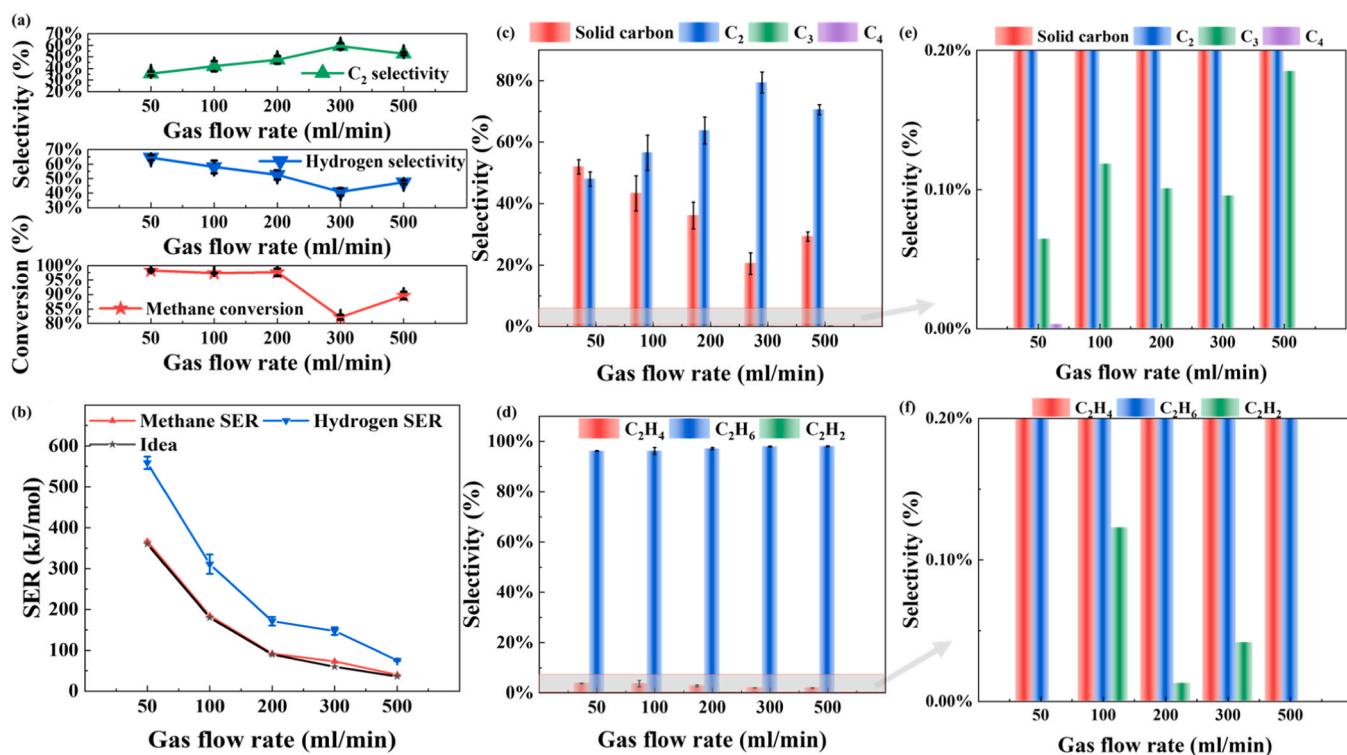 (a)
Selectivity (%)
70%
60%
50%
40%
30%
20%
C2 selectivity
50 100 200 300 500
Gas flow rate (ml/min)
70%
60%
50%
40%
30%
Hydrogen selectivity
50 100 200 300 500
Gas flow rate (ml/min)
Conversion (%)
100%
95%
90%
85%
80%
Methane conversion
50 100 200 300 500
Gas flow rate (ml/min)
(b)
Methane SER Hydrogen SER
Idea
SER (kJ/mol)
600
500
400
300
200
100
0
50 100 200 300 500
Gas flow rate (ml/min)
(c)
Solid carbon C2 C3 C4
Selectivity (%)
80%
60%
40%
20%
0%
50 100 200 300 500
Gas flow rate (ml/min)
(d)
C2H4 C2H6 C2H2
Selectivity (%)
100%
80%
60%
40%
20%
0%
50 100 200 300 500
Gas flow rate (ml/min)
(e)
Solid carbon C2 C3 C4
Selectivity (%)
0.20%
0.10%
0.00%
50 100 200 300 500
Gas flow rate (ml/min)
(f)
C2H4 C2H6 C2H2
Selectivity (%)
0.20%
0.10%
0.00%
50 100 200 300 500
Gas flow rate (ml/min)